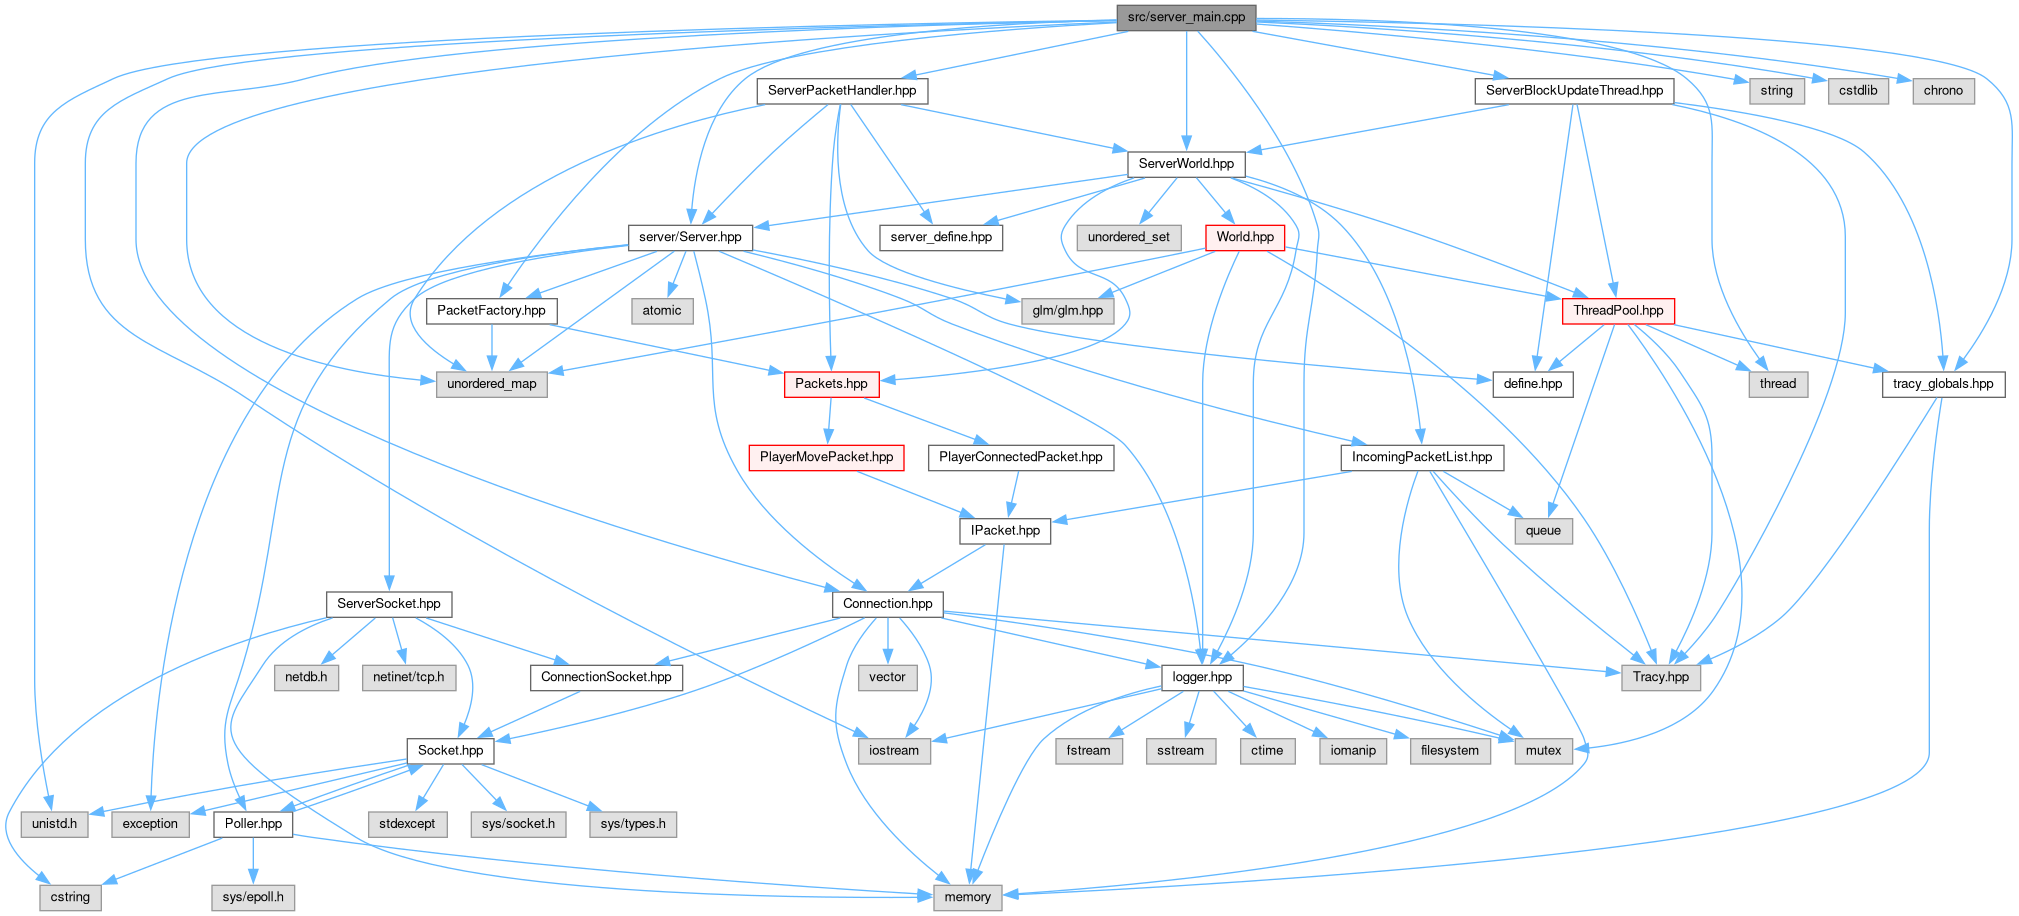 src/server_main.cpp
ServerPacketHandler.hpp
ServerBlockUpdateThread.hpp
string
cstdlib
chrono
ServerWorld.hpp
server/Server.hpp
server_define.hpp
unordered_set
World.hpp
PacketFactory.hpp
atomic
glm/glm.hpp
ThreadPool.hpp
unordered_map
Packets.hpp
define.hpp
thread
tracy_globals.hpp
PlayerMovePacket.hpp
PlayerConnectedPacket.hpp
IncomingPacketList.hpp
IPacket.hpp
queue
ServerSocket.hpp
Connection.hpp
netdb.h
netinet/tcp.h
ConnectionSocket.hpp
vector
logger.hpp
Tracy.hpp
Socket.hpp
iostream
fstream
sstream
ctime
iomanip
filesystem
mutex
unistd.h
exception
Poller.hpp
stdexcept
sys/socket.h
sys/types.h
cstring
sys/epoll.h
memory